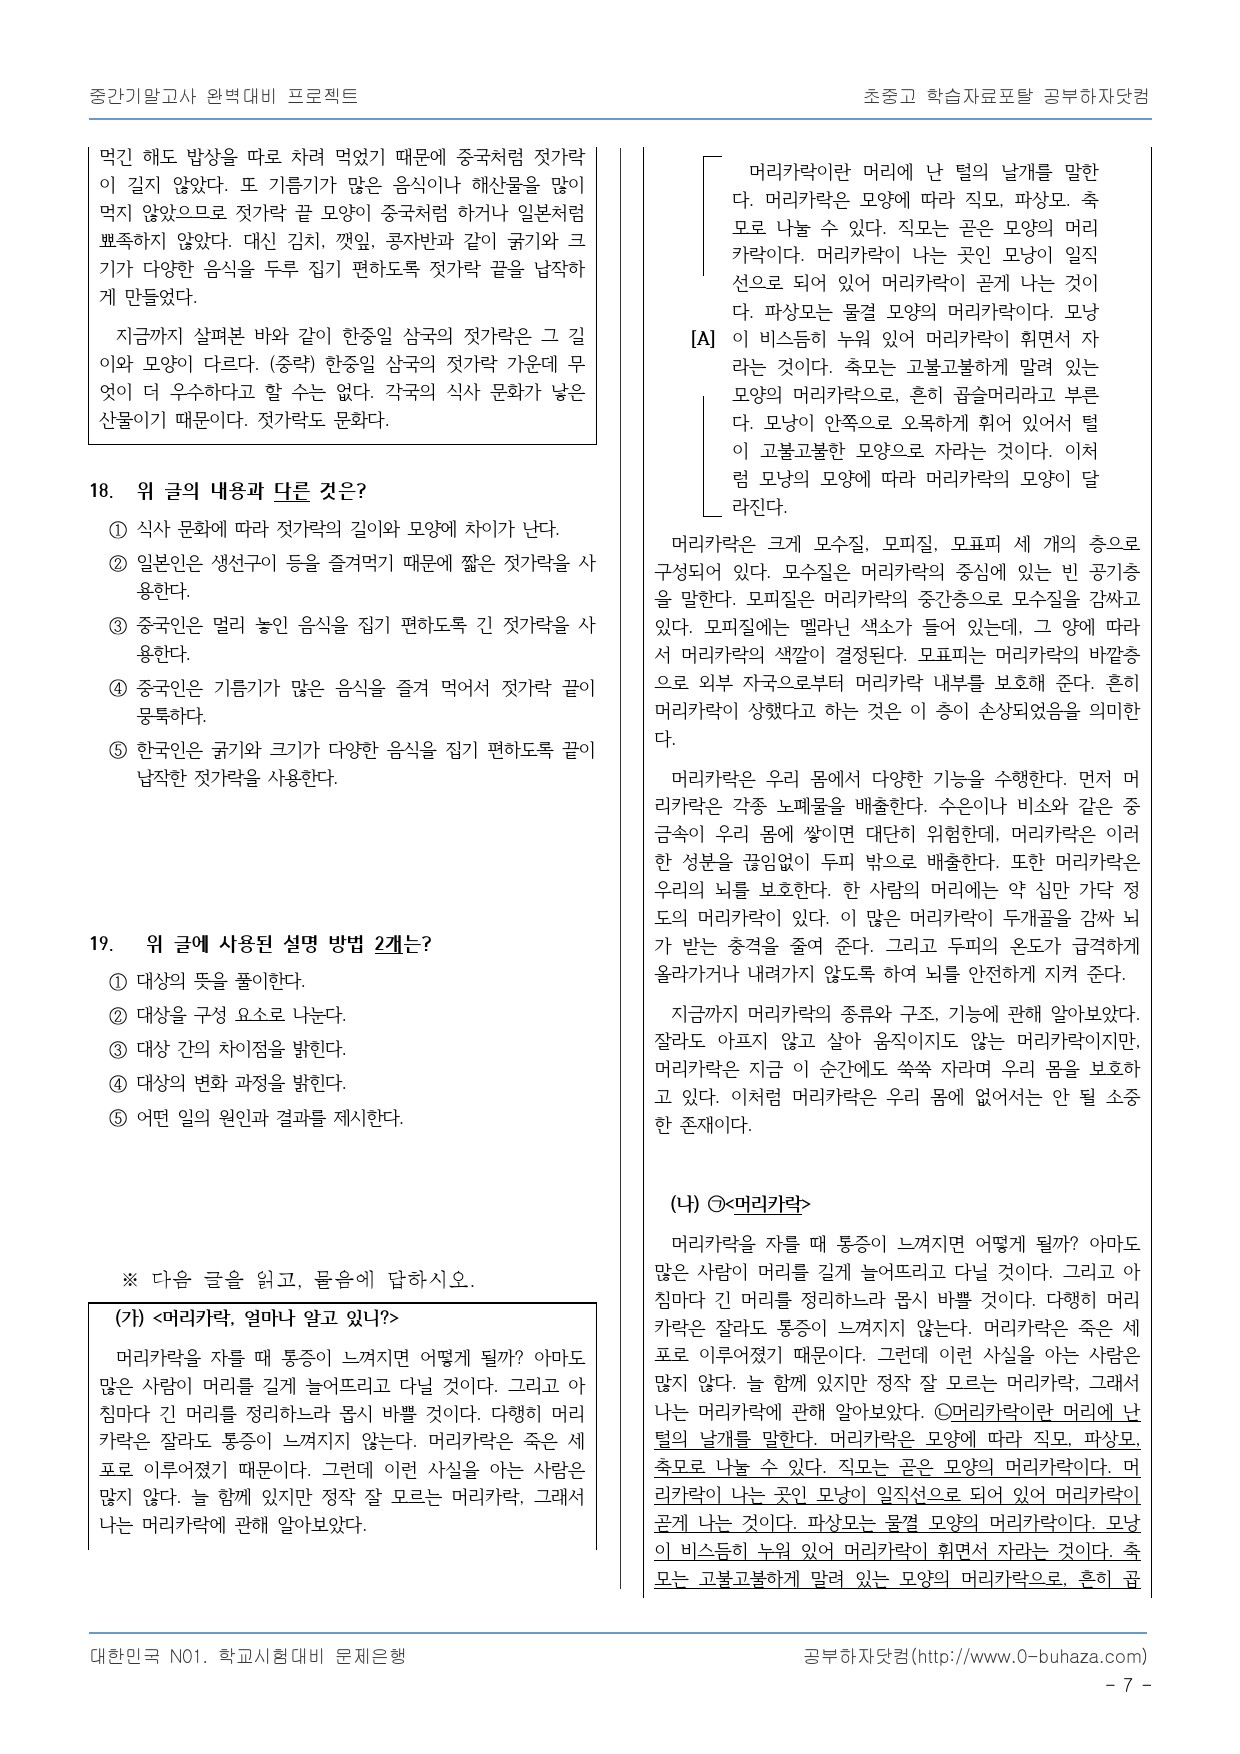 중간기말고사 완벽대비 프로젝트
초중고 학습자료포탈 공부하자닷컴
먹긴 해도 밥상을 따로 차려 먹었기 때문에 중국처럼 젓가락
이 길지 않았다. 또 기름기가 많은 음식이나 해산물을 많이
먹지 않았으므로 젓가락 끝 모양이 중국처럼 하거나 일본처럼
뾰족하지 않았다. 대신 김치, 깻잎, 콩자반과 같이 굵기와 크
기가 다양한 음식을 두루 집기 편하도록 젓가락 끝을 납작하
게 만들었다.
지금까지 살펴본 바와 같이 한중일 삼국의 젓가락은 그 길
이와 모양이 다르다. (중략) 한중일 삼국의 젓가락 가운데 무
엇이 더 우수하다고 할 수는 없다. 각국의 식사 문화가 낳은
산물이기 때문이다. 젓가락도 문화다.
18. 위 글의 내용과 다른 것은?
① 식사 문화에 따라 젓가락의 길이와 모양에 차이가 난다.
② 일본인은 생선구이 등을 즐겨먹기 때문에 짧은 젓가락을 사
용한다.
③ 중국인은 멀리 놓인 음식을 집기 편하도록 긴 젓가락을 사
용한다.
④ 중국인은 기름기가 많은 음식을 즐겨 먹어서 젓가락 끝이
뭉툭하다.
⑤ 한국인은 굵기와 크기가 다양한 음식을 집기 편하도록 끝이
납작한 젓가락을 사용한다.
19. 위 글에 사용된 설명 방법 2개는?
① 대상의 뜻을 풀이한다.
② 대상을 구성 요소로 나눈다.
③ 대상 간의 차이점을 밝힌다.
④ 대상의 변화 과정을 밝힌다.
⑤ 어떤 일의 원인과 결과를 제시한다.
※ 다음 글을 읽고, 물음에 답하시오.
(가) <머리카락, 얼마나 알고 있니?>
머리카락을 자를 때 통증이 느껴지면 어떻게 될까? 아마도
많은 사람이 머리를 길게 늘어뜨리고 다닐 것이다. 그리고 아
침마다 긴 머리를 정리하느라 몹시 바쁠 것이다. 다행히 머리
카락은 잘라도 통증이 느껴지지 않는다. 머리카락은 죽은 세
포로 이루어졌기 때문이다. 그런데 이런 사실을 아는 사람은
많지 않다. 늘 함께 있지만 정작 잘 모르는 머리카락, 그래서
나는 머리카락에 관해 알아보았다.
머리카락이란 머리에 난 털의 날개를 말한
다. 머리카락은 모양에 따라 직모, 파상모. 축
모로 나눌 수 있다. 직모는 곧은 모양의 머리
카락이다. 머리카락이 나는 곳인 모낭이 일직
선으로 되어 있어 머리카락이 곧게 나는 것이
다. 파상모는 물결 모양의 머리카락이다. 모낭
[A] 이 비스듬히 누워 있어 머리카락이 휘면서 자
라는 것이다. 축모는 고불고불하게 말려 있는
모양의 머리카락으로, 흔히 곱슬머리라고 부른
다. 모낭이 안쪽으로 오목하게 휘어 있어서 털
이 고불고불한 모양으로 자라는 것이다. 이처
럼 모낭의 모양에 따라 머리카락의 모양이 달
라진다.
머리카락은 크게 모수질, 모피질, 모표피 세 개의 층으로
구성되어 있다. 모수질은 머리카락의 중심에 있는 빈 공기층
을 말한다. 모피질은 머리카락의 중간층으로 모수질을 감싸고
있다. 모피질에는 멜라닌 색소가 들어 있는데, 그 양에 따라
서 머리카락의 색깔이 결정된다. 모표피는 머리카락의 바깥층
으로 외부 자국으로부터 머리카락 내부를 보호해 준다. 흔히
머리카락이 상했다고 하는 것은 이 층이 손상되었음을 의미한
다.
머리카락은 우리 몸에서 다양한 기능을 수행한다. 먼저 머
리카락은 각종 노폐물을 배출한다. 수은이나 비소와 같은 중
금속이 우리 몸에 쌓이면 대단히 위험한데, 머리카락은 이러
한 성분을 끊임없이 두피 밖으로 배출한다. 또한 머리카락은
우리의 뇌를 보호한다. 한 사람의 머리에는 약 십만 가닥 정
도의 머리카락이 있다. 이 많은 머리카락이 두개골을 감싸 뇌
가 받는 충격을 줄여 준다. 그리고 두피의 온도가 급격하게
올라가거나 내려가지 않도록 하여 뇌를 안전하게 지켜 준다.
지금까지 머리카락의 종류와 구조, 기능에 관해 알아보았다.
잘라도 아프지 않고 살아 움직이지도 않는 머리카락이지만,
머리카락은 지금 이 순간에도 쑥쑥 자라며 우리 몸을 보호하
고 있다. 이처럼 머리카락은 우리 몸에 없어서는 안 될 소중
한 존재이다.
(나) ㉠<머리카락>
머리카락을 자를 때 통증이 느껴지면 어떻게 될까? 아마도
많은 사람이 머리를 길게 늘어뜨리고 다닐 것이다. 그리고 아
침마다 긴 머리를 정리하느라 몹시 바쁠 것이다. 다행히 머리
카락은 잘라도 통증이 느껴지지 않는다. 머리카락은 죽은 세
포로 이루어졌기 때문이다. 그런데 이런 사실을 아는 사람은
많지 않다. 늘 함께 있지만 정작 잘 모르는 머리카락, 그래서
나는 머리카락에 관해 알아보았다. ㉡머리카락이란 머리에 난
털의 날개를 말한다. 머리카락은 모양에 따라 직모, 파상모,
축모로 나눌 수 있다. 직모는 곧은 모양의 머리카락이다. 머
리카락이 나는 곳인 모낭이 일직선으로 되어 있어 머리카락이
곧게 나는 것이다. 파상모는 물꼘 모양의 머리카락이다. 모낭
이 비스듬히 누워 있어 머리카락이 휘면서 자라는 것이다. 축
모는 고불고불하게 말려 있는 모양의 머리카락으로, 흔히 곱
대한민국 N01. 학교시험대비 문제은행
공부하자닷컴(http://www.0-buhaza.com)
- 7 -